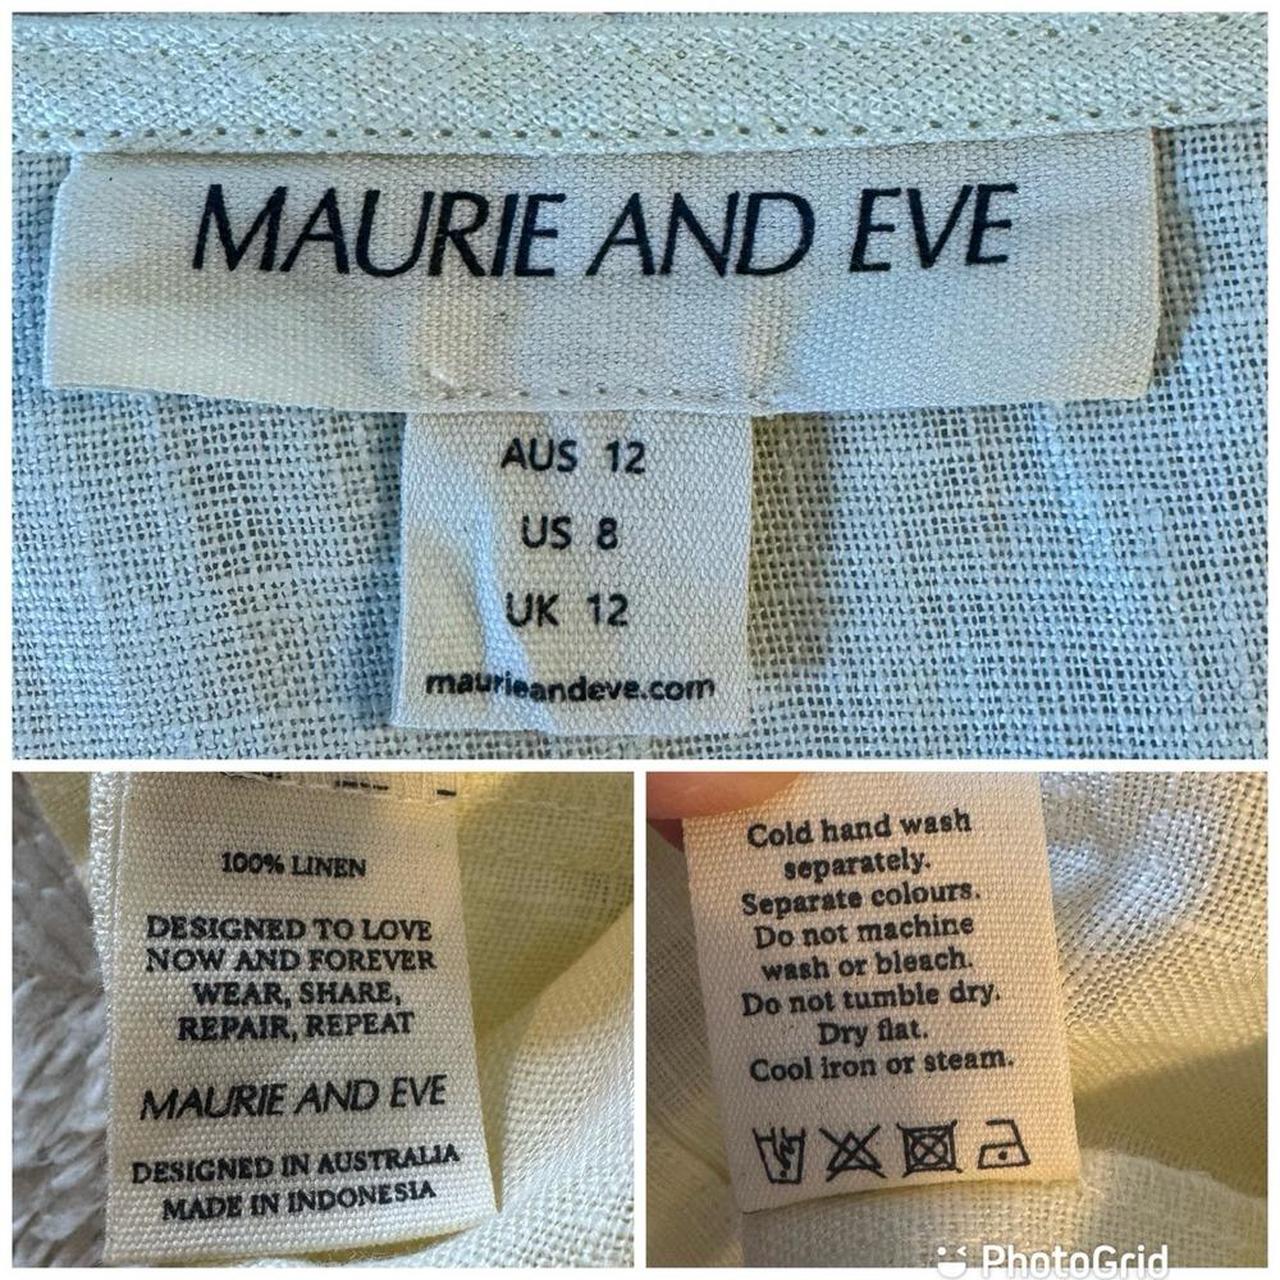 MAURIE AND EVE
AUS 12
US 8
UK 12
maurieandeve.com
100% LINEN
DESIGNED TO LOVE
NOW AND FOREVER
WEAR, SHARE,
REPAIR, REPEAT
MAURIE AND EVE
DESIGNED IN AUSTRALIA
MADE IN INDONESIA
Cold hand wash
separately.
Separate colours.
Do not machine
wash or bleach.
Do not tumble dry.
Dry flat.
Cool iron or steam.
PhotoGrid